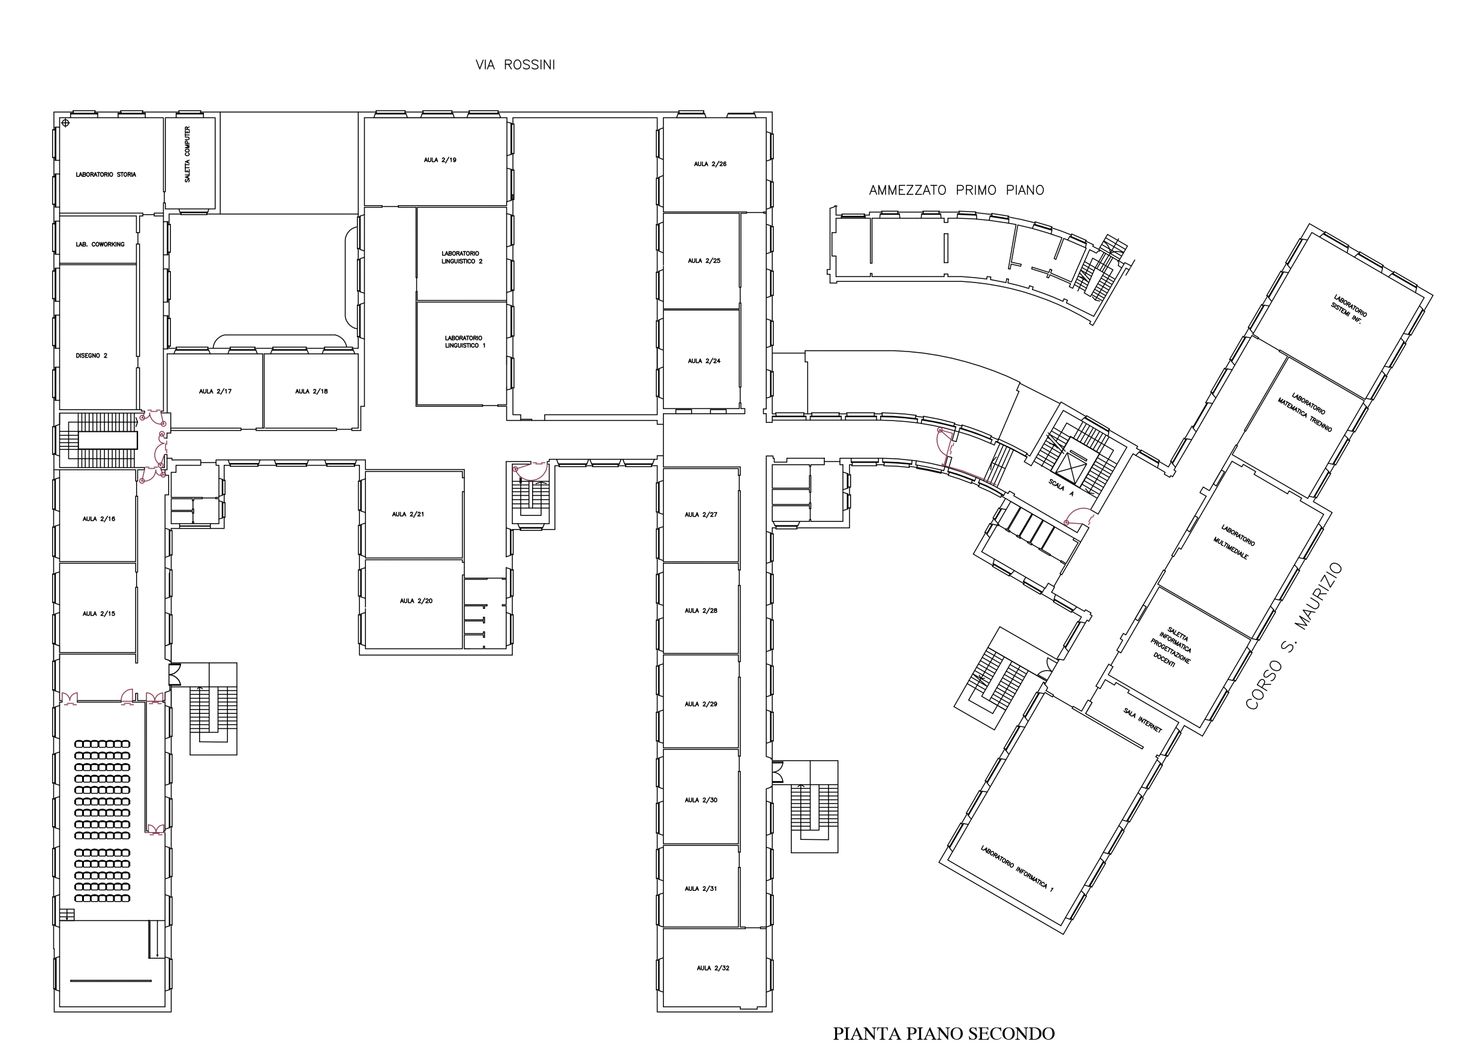 VIA ROSSINI
LABORATORIO STORIA
SALETTA COMPUTER
AULA 2/19
AULA 2/26
AMMEZZATO PRIMO PIANO
LAB. COWORKING
LABORATORIO
LINGUISTICO 2
AULA 2/25
LABORATORIO
SISTEMI INF.
DISEGNO 2
LABORATORIO
LINGUISTICO 1
AULA 2/24
AULA 2/17
AULA 2/18
LABORATORIO
MATEMATICA TRIENNIO
SCALA A
AULA 2/16
AULA 2/21
AULA 2/27
LABORATORIO
MULTIMEDIALE
AULA 2/15
AULA 2/20
AULA 2/28
SALETTA
INFORMATICA
PROGETTAZIONE
DOCENTI
CORSO S. MAURIZIO
AULA 2/29
SALA INTERNET
AULA 2/30
AULA 2/31
LABORATORIO INFORMATICA 1
AULA 2/32
PIANTA PIANO SECONDO